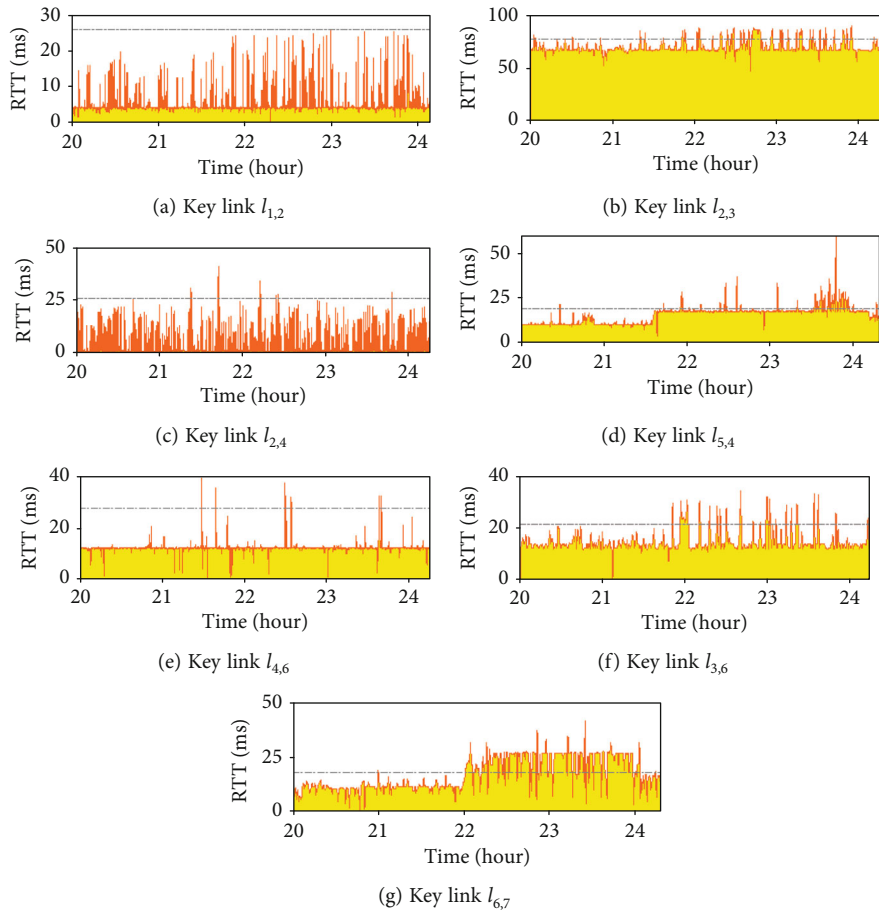 30
20
10
0
RTT (ms)
20 21 22 23 24
Time (hour)
(a) Key link l1,2
100
50
0
RTT (ms)
20 21 22 23 24
Time (hour)
(b) Key link l2,3
50
25
0
RTT (ms)
20 21 22 23 24
Time (hour)
(c) Key link l2,4
50
25
0
RTT (ms)
20 21 22 23 24
Time (hour)
(d) Key link l5,4
40
20
0
RTT (ms)
20 21 22 23 24
Time (hour)
(e) Key link l4,6
40
20
0
RTT (ms)
20 21 22 23 24
Time (hour)
(f) Key link l3,6
50
25
0
RTT (ms)
20 21 22 23 24
Time (hour)
(g) Key link l6,7